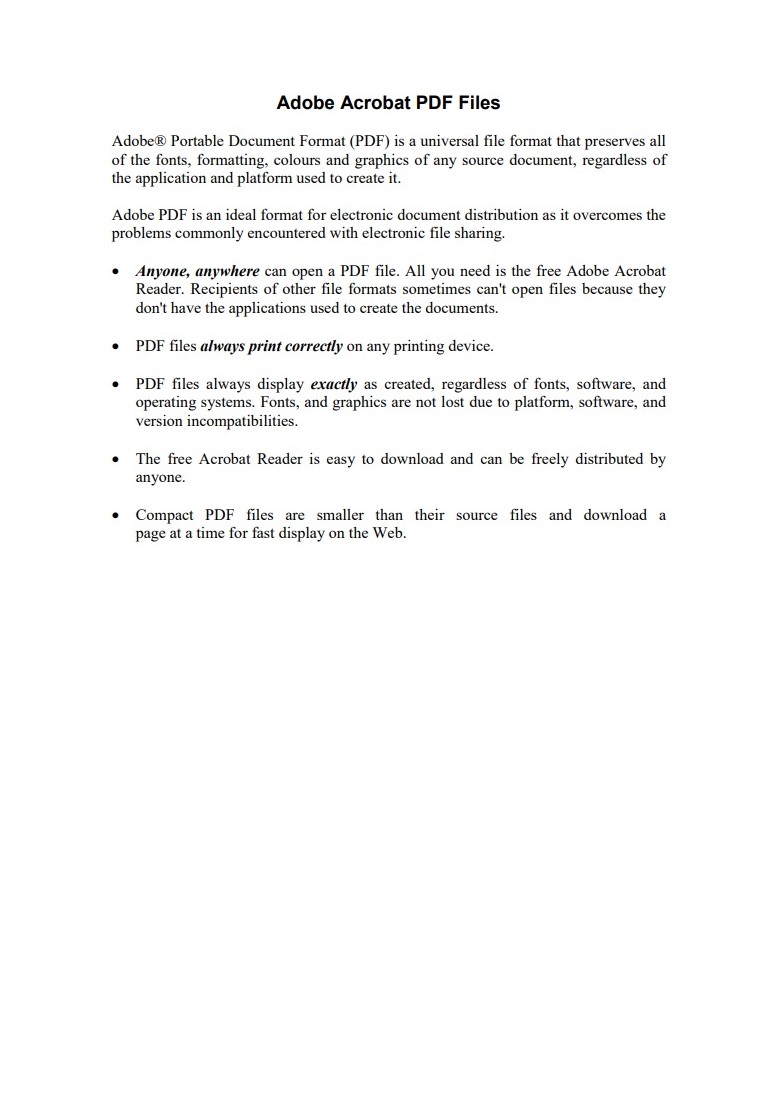 Adobe Acrobat PDF Files
Adobe® Portable Document Format (PDF) is a universal file format that preserves all
of the fonts, formatting, colours and graphics of any source document, regardless of
the application and platform used to create it.
Adobe PDF is an ideal format for electronic document distribution as it overcomes the
problems commonly encountered with electronic file sharing.
• Anyone, anywhere can open a PDF file. All you need is the free Adobe Acrobat
Reader. Recipients of other file formats sometimes can't open files because they
don't have the applications used to create the documents.
• PDF files always print correctly on any printing device.
• PDF files always display exactly as created, regardless of fonts, software, and
operating systems. Fonts, and graphics are not lost due to platform, software, and
version incompatibilities.
• The free Acrobat Reader is easy to download and can be freely distributed by
anyone.
• Compact PDF files are smaller than their source files and download a
page at a time for fast display on the Web.